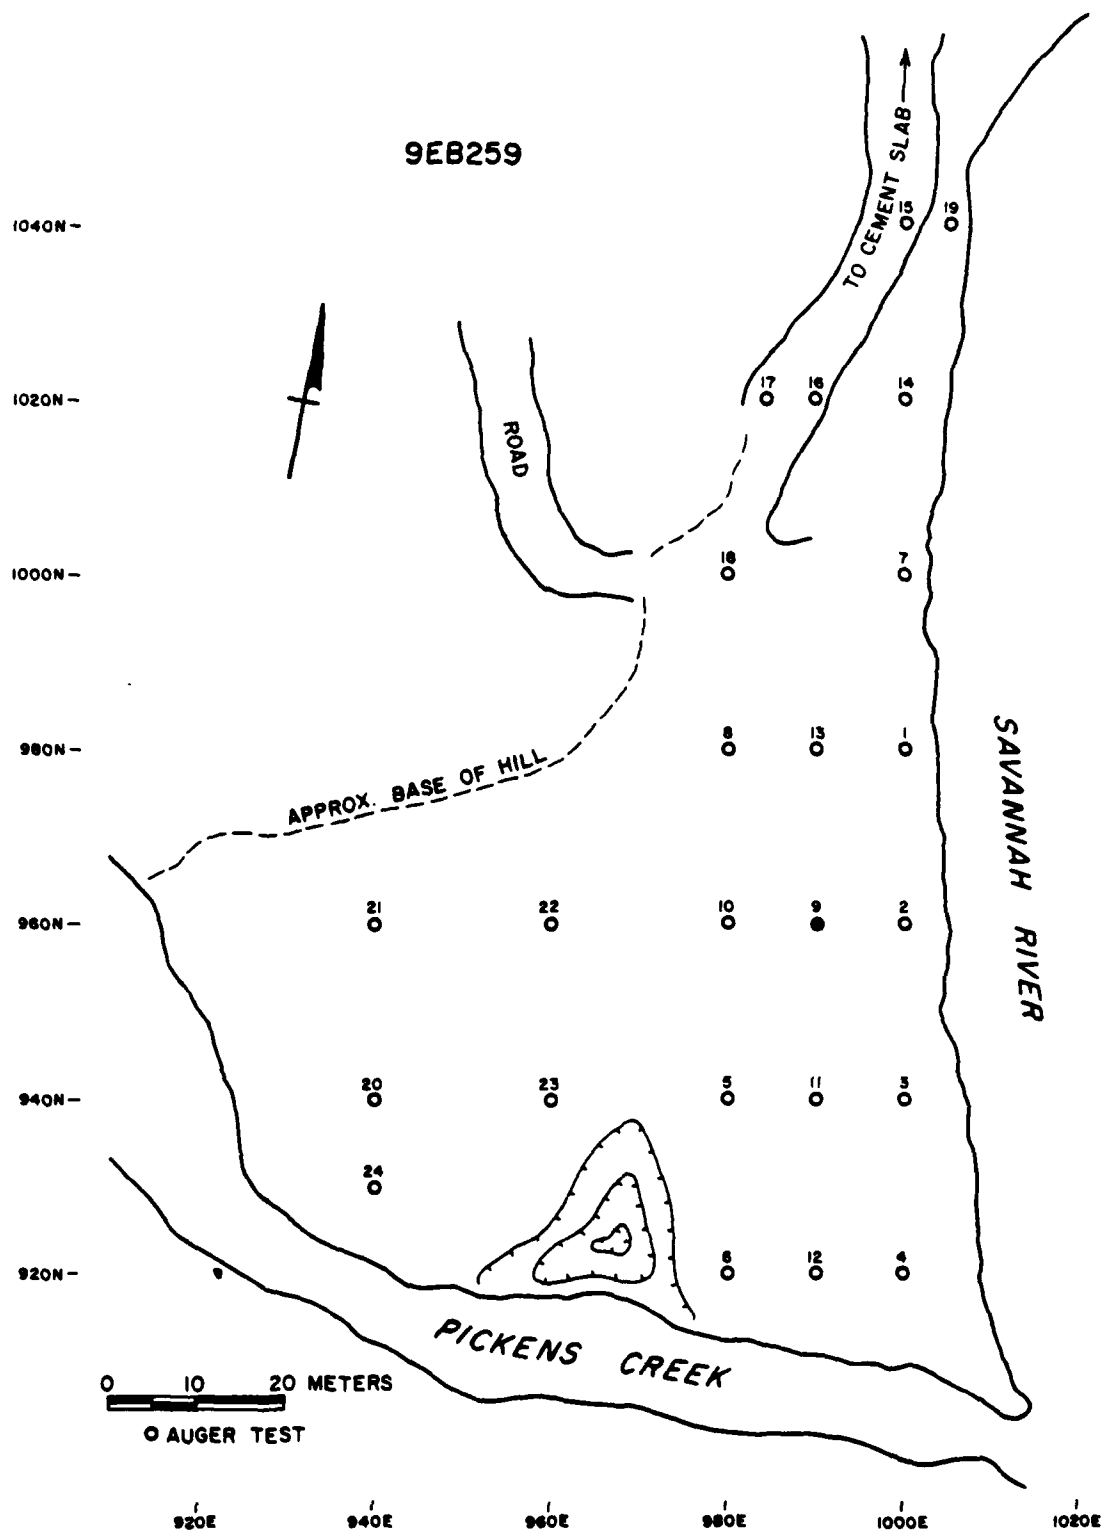 9EB259
TO CEMENT SLAB
15 19
1040N
17 16 14
1020N
ROAD
18 7
1000N
8 13 1
980N
APPROX. BASE OF HILL
SAVANNAH RIVER
21 22 10 9 2
960N
20 23 5 11 3
940N
24
6 12 4
920N
PICKENS CREEK
0 10 20 METERS
AUGER TEST
920E 940E 960E 980E 1000E 1020E